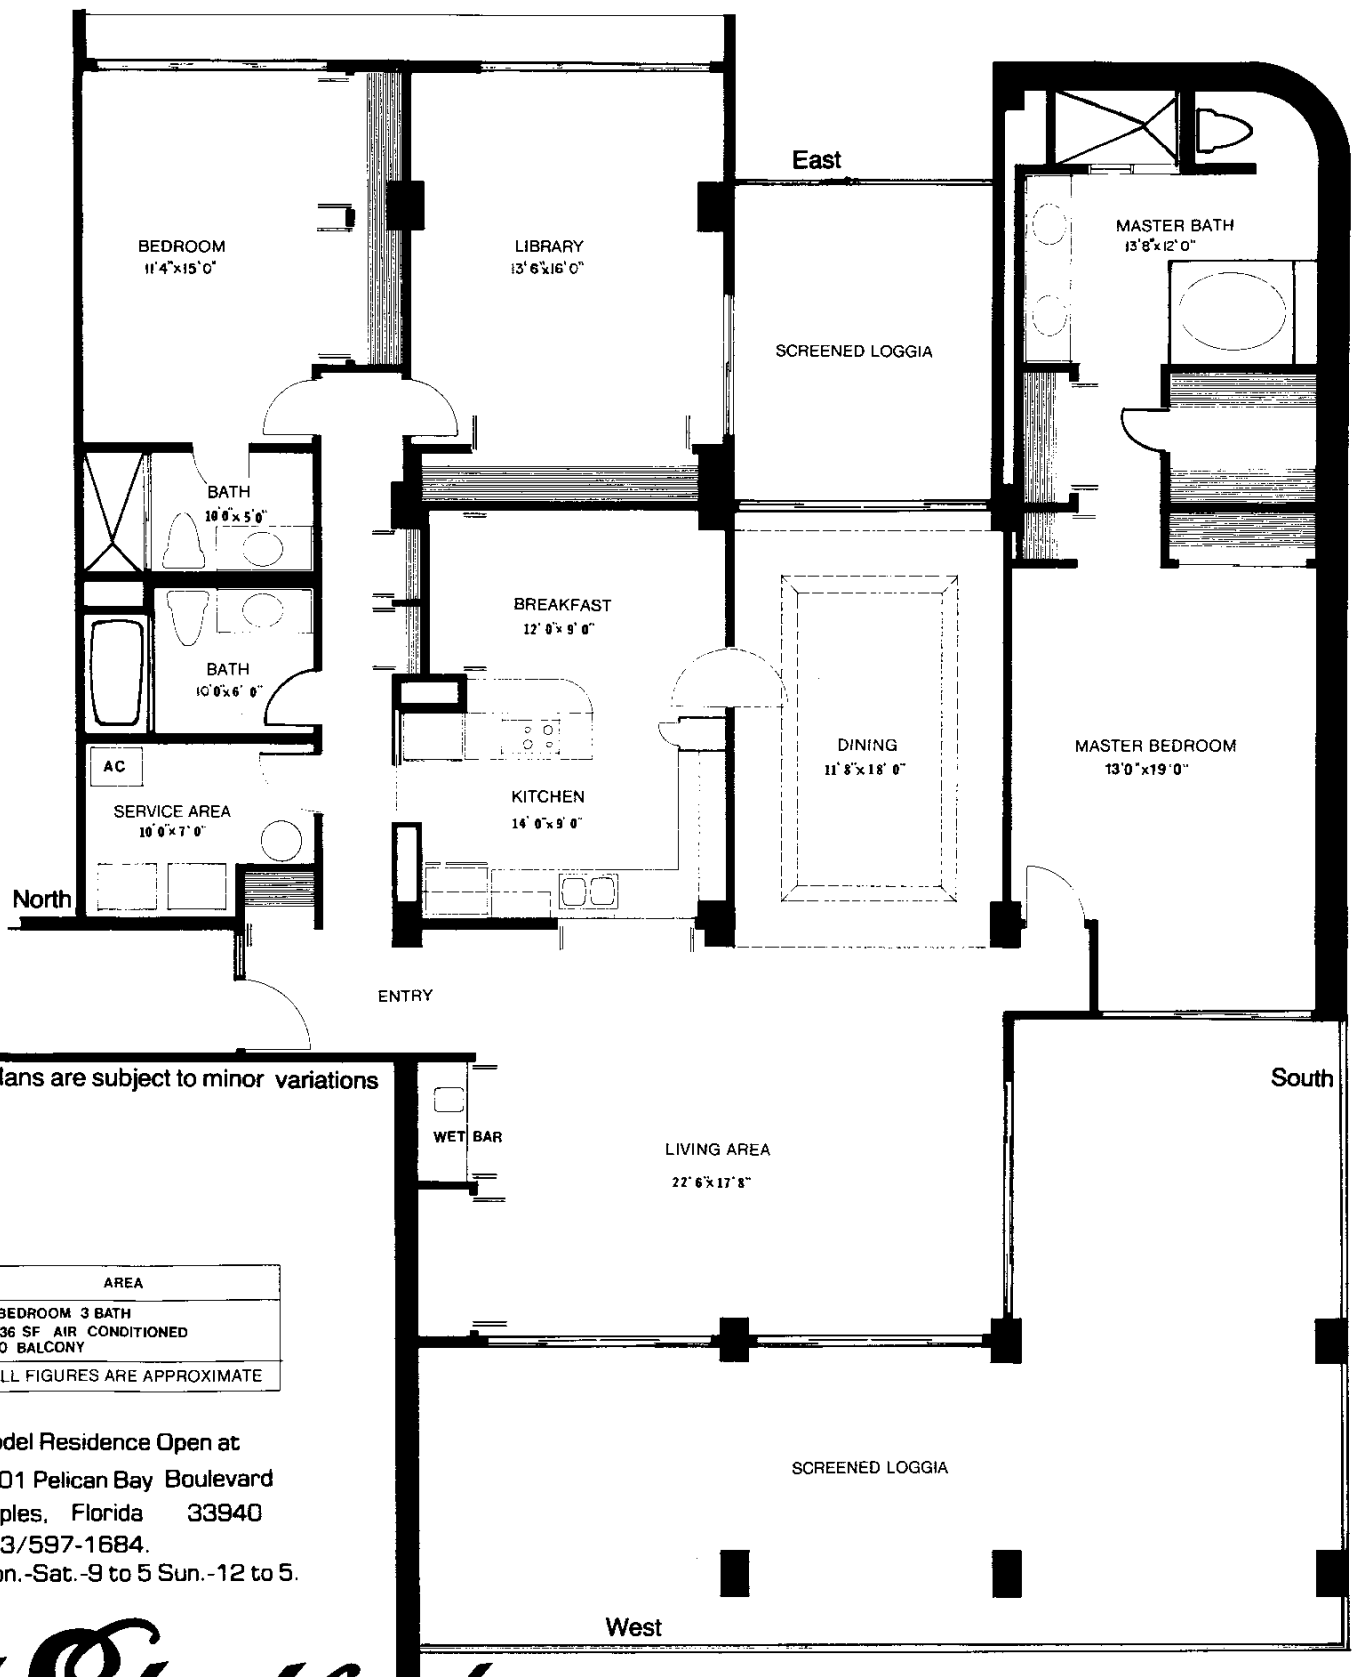 East
BEDROOM
11'4"x15'0"
LIBRARY
13'6"x16'0"
MASTER BATH
13'8"x12'0"
SCREENED LOGGIA
BATH
10'0"x 5'0"
BREAKFAST
12'0"x 9'0"
BATH
10'0"x6'0"
DINING
11'8"x18'0"
MASTER BEDROOM
13'0"x19'0"
AC
SERVICE AREA
10'0"x7'0"
KITCHEN
14'0"x9'0"
North
ENTRY
lans are subject to minor variations
South
WET BAR
LIVING AREA
22'6"x17'8"
AREA
BEDROOM 3 BATH
36 SF AIR CONDITIONED
0 BALCONY
LL FIGURES ARE APPROXIMATE
odel Residence Open at
01 Pelican Bay Boulevard
ples, Florida 33940
3/597-1684.
on.-Sat.-9 to 5 Sun.-12 to 5.
SCREENED LOGGIA
West